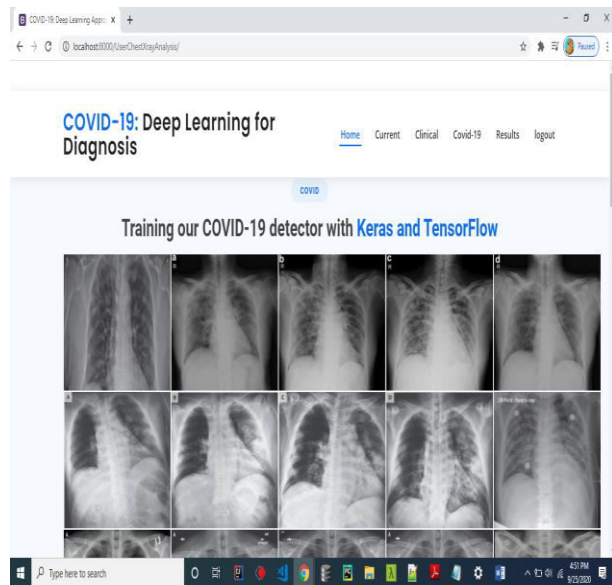 COVID-19: Deep Learning Appro
localhost:8000/UserChestXrayAnalysis/
Paused
COVID-19: Deep Learning for
Diagnosis
Home Current Clinical Covid-19 Results logout
COVID
Training our COVID-19 detector with Keras and TensorFlow
a b c d
A B C D
Type here to search
4:51 PM
9/25/2020